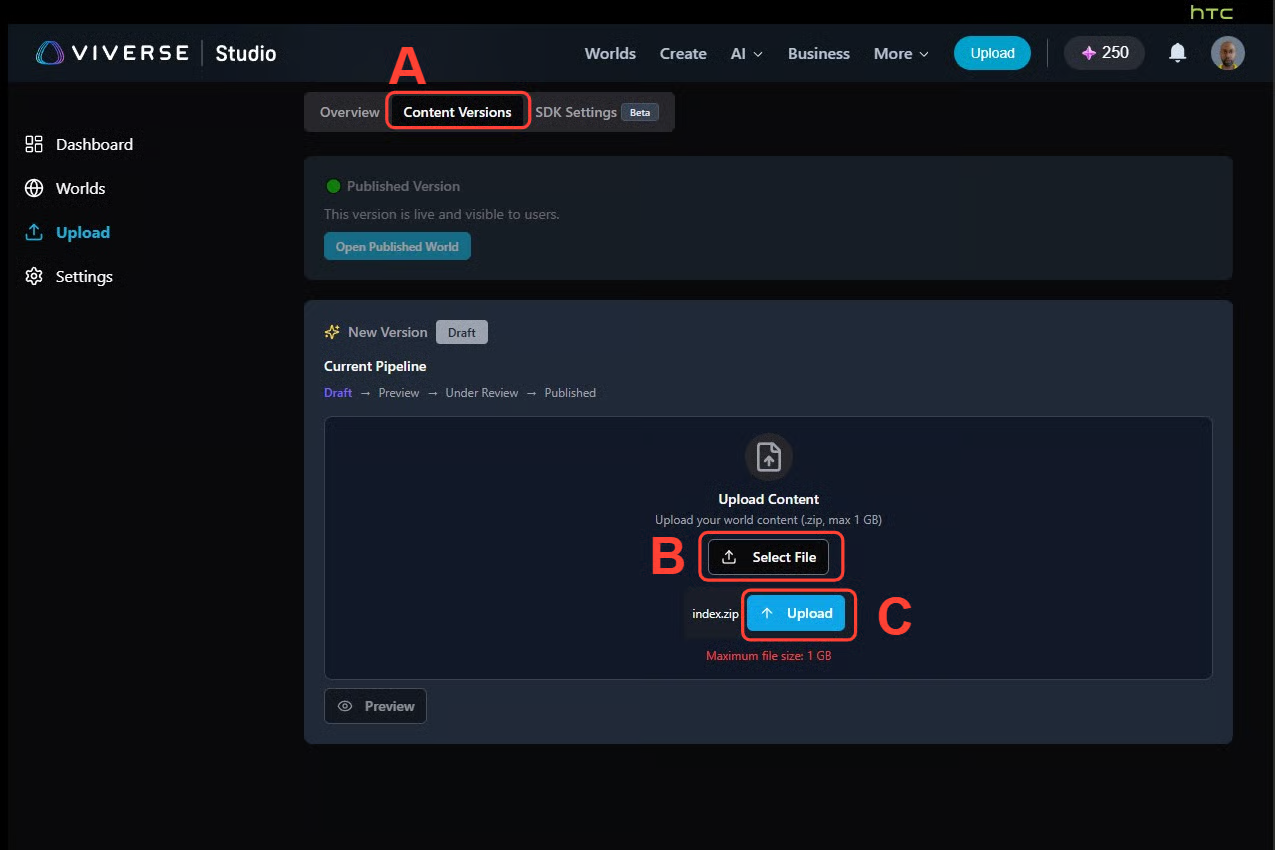 hTC
VIVERSE Studio Worlds Create AI Business More Upload 250
A
Overview Content Versions SDK Settings Beta
Dashboard
Worlds
Upload
Settings
Published Version
This version is live and visible to users.
Open Published World
New Version Draft
Current Pipeline
Draft → Preview → Under Review → Published
Upload Content
Upload your world content (.zip, max 1 GB)
B Select File
index.zip Upload C
Maximum file size: 1 GB
Preview